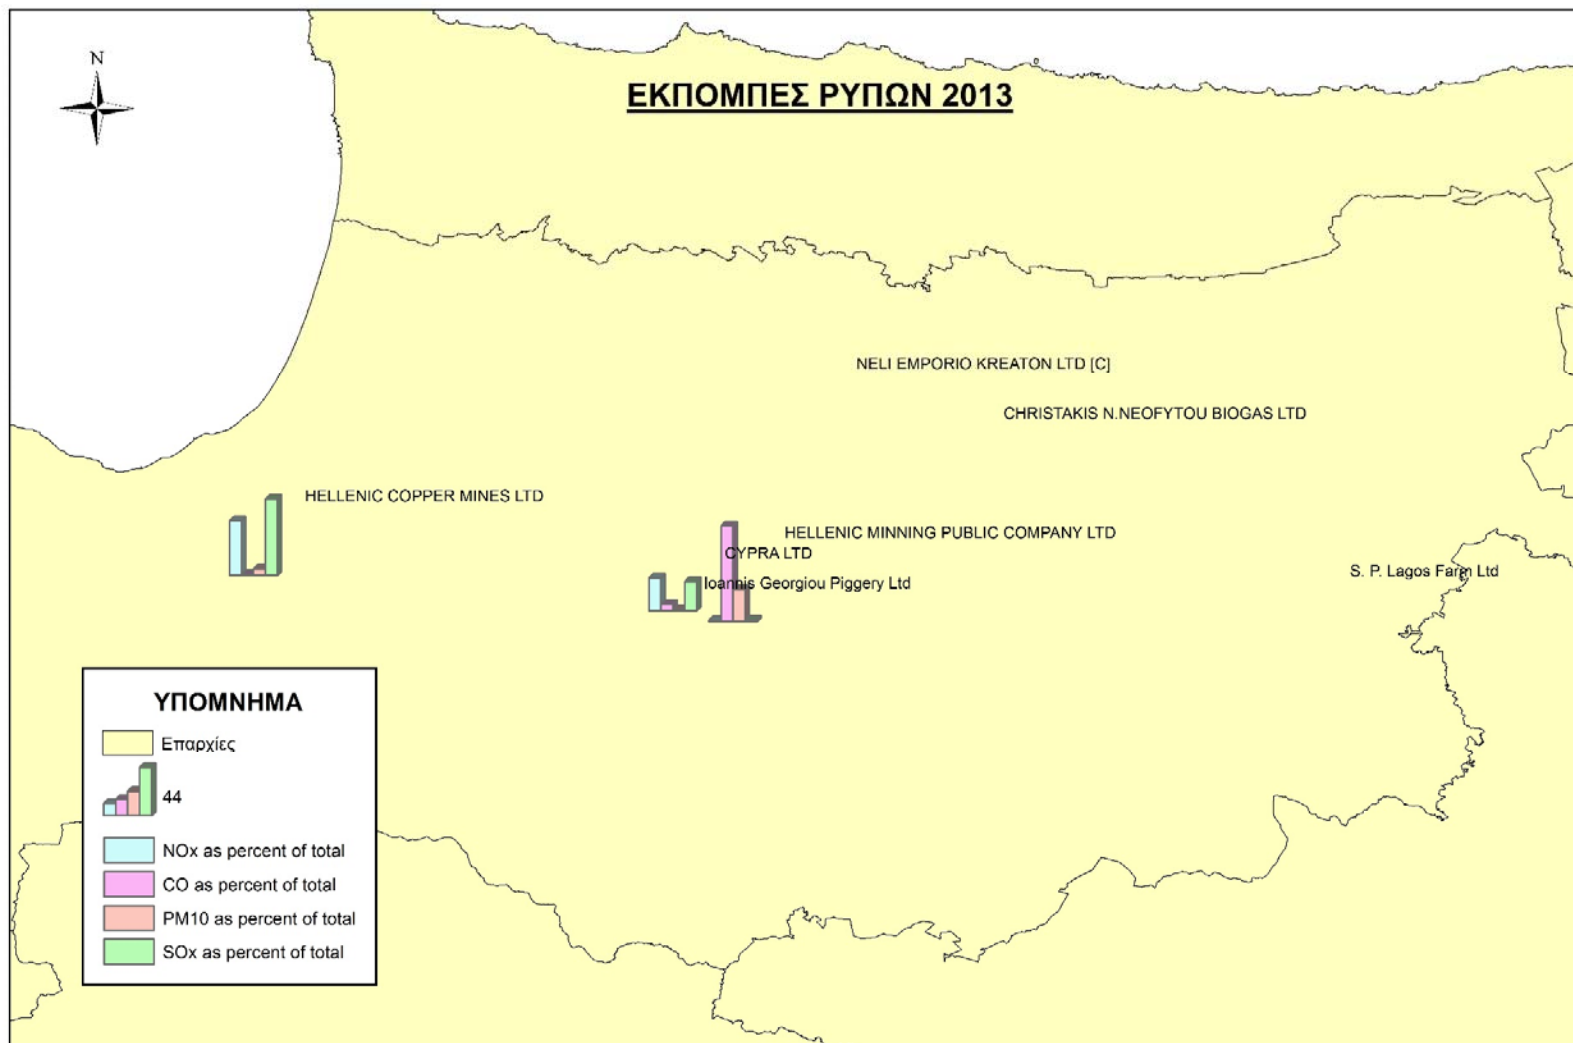 N
ΕΚΠΟΜΠΕΣ ΡΥΠΩΝ 2013
NELI EMPORIO KREATON LTD [C]
CHRISTAKIS N.NEOFYTOU BIOGAS LTD
HELLENIC COPPER MINES LTD
HELLENIC MINNING PUBLIC COMPANY LTD
CYPRA LTD
S. P. Lagos Farm Ltd
Ioannis Georgiou Piggery Ltd
ΥΠΟΜΝΗΜΑ
Επαρχίες
44
NOx as percent of total
CO as percent of total
PM10 as percent of total
SOx as percent of total